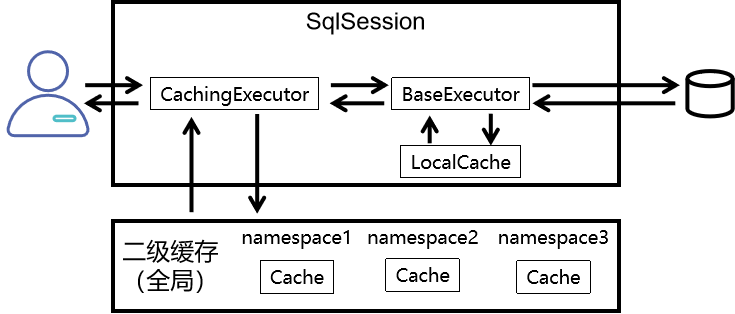 SqlSession
CachingExecutor
BaseExecutor
LocalCache
二级缓存
（全局）
namespace1
namespace2
namespace3
Cache
Cache
Cache